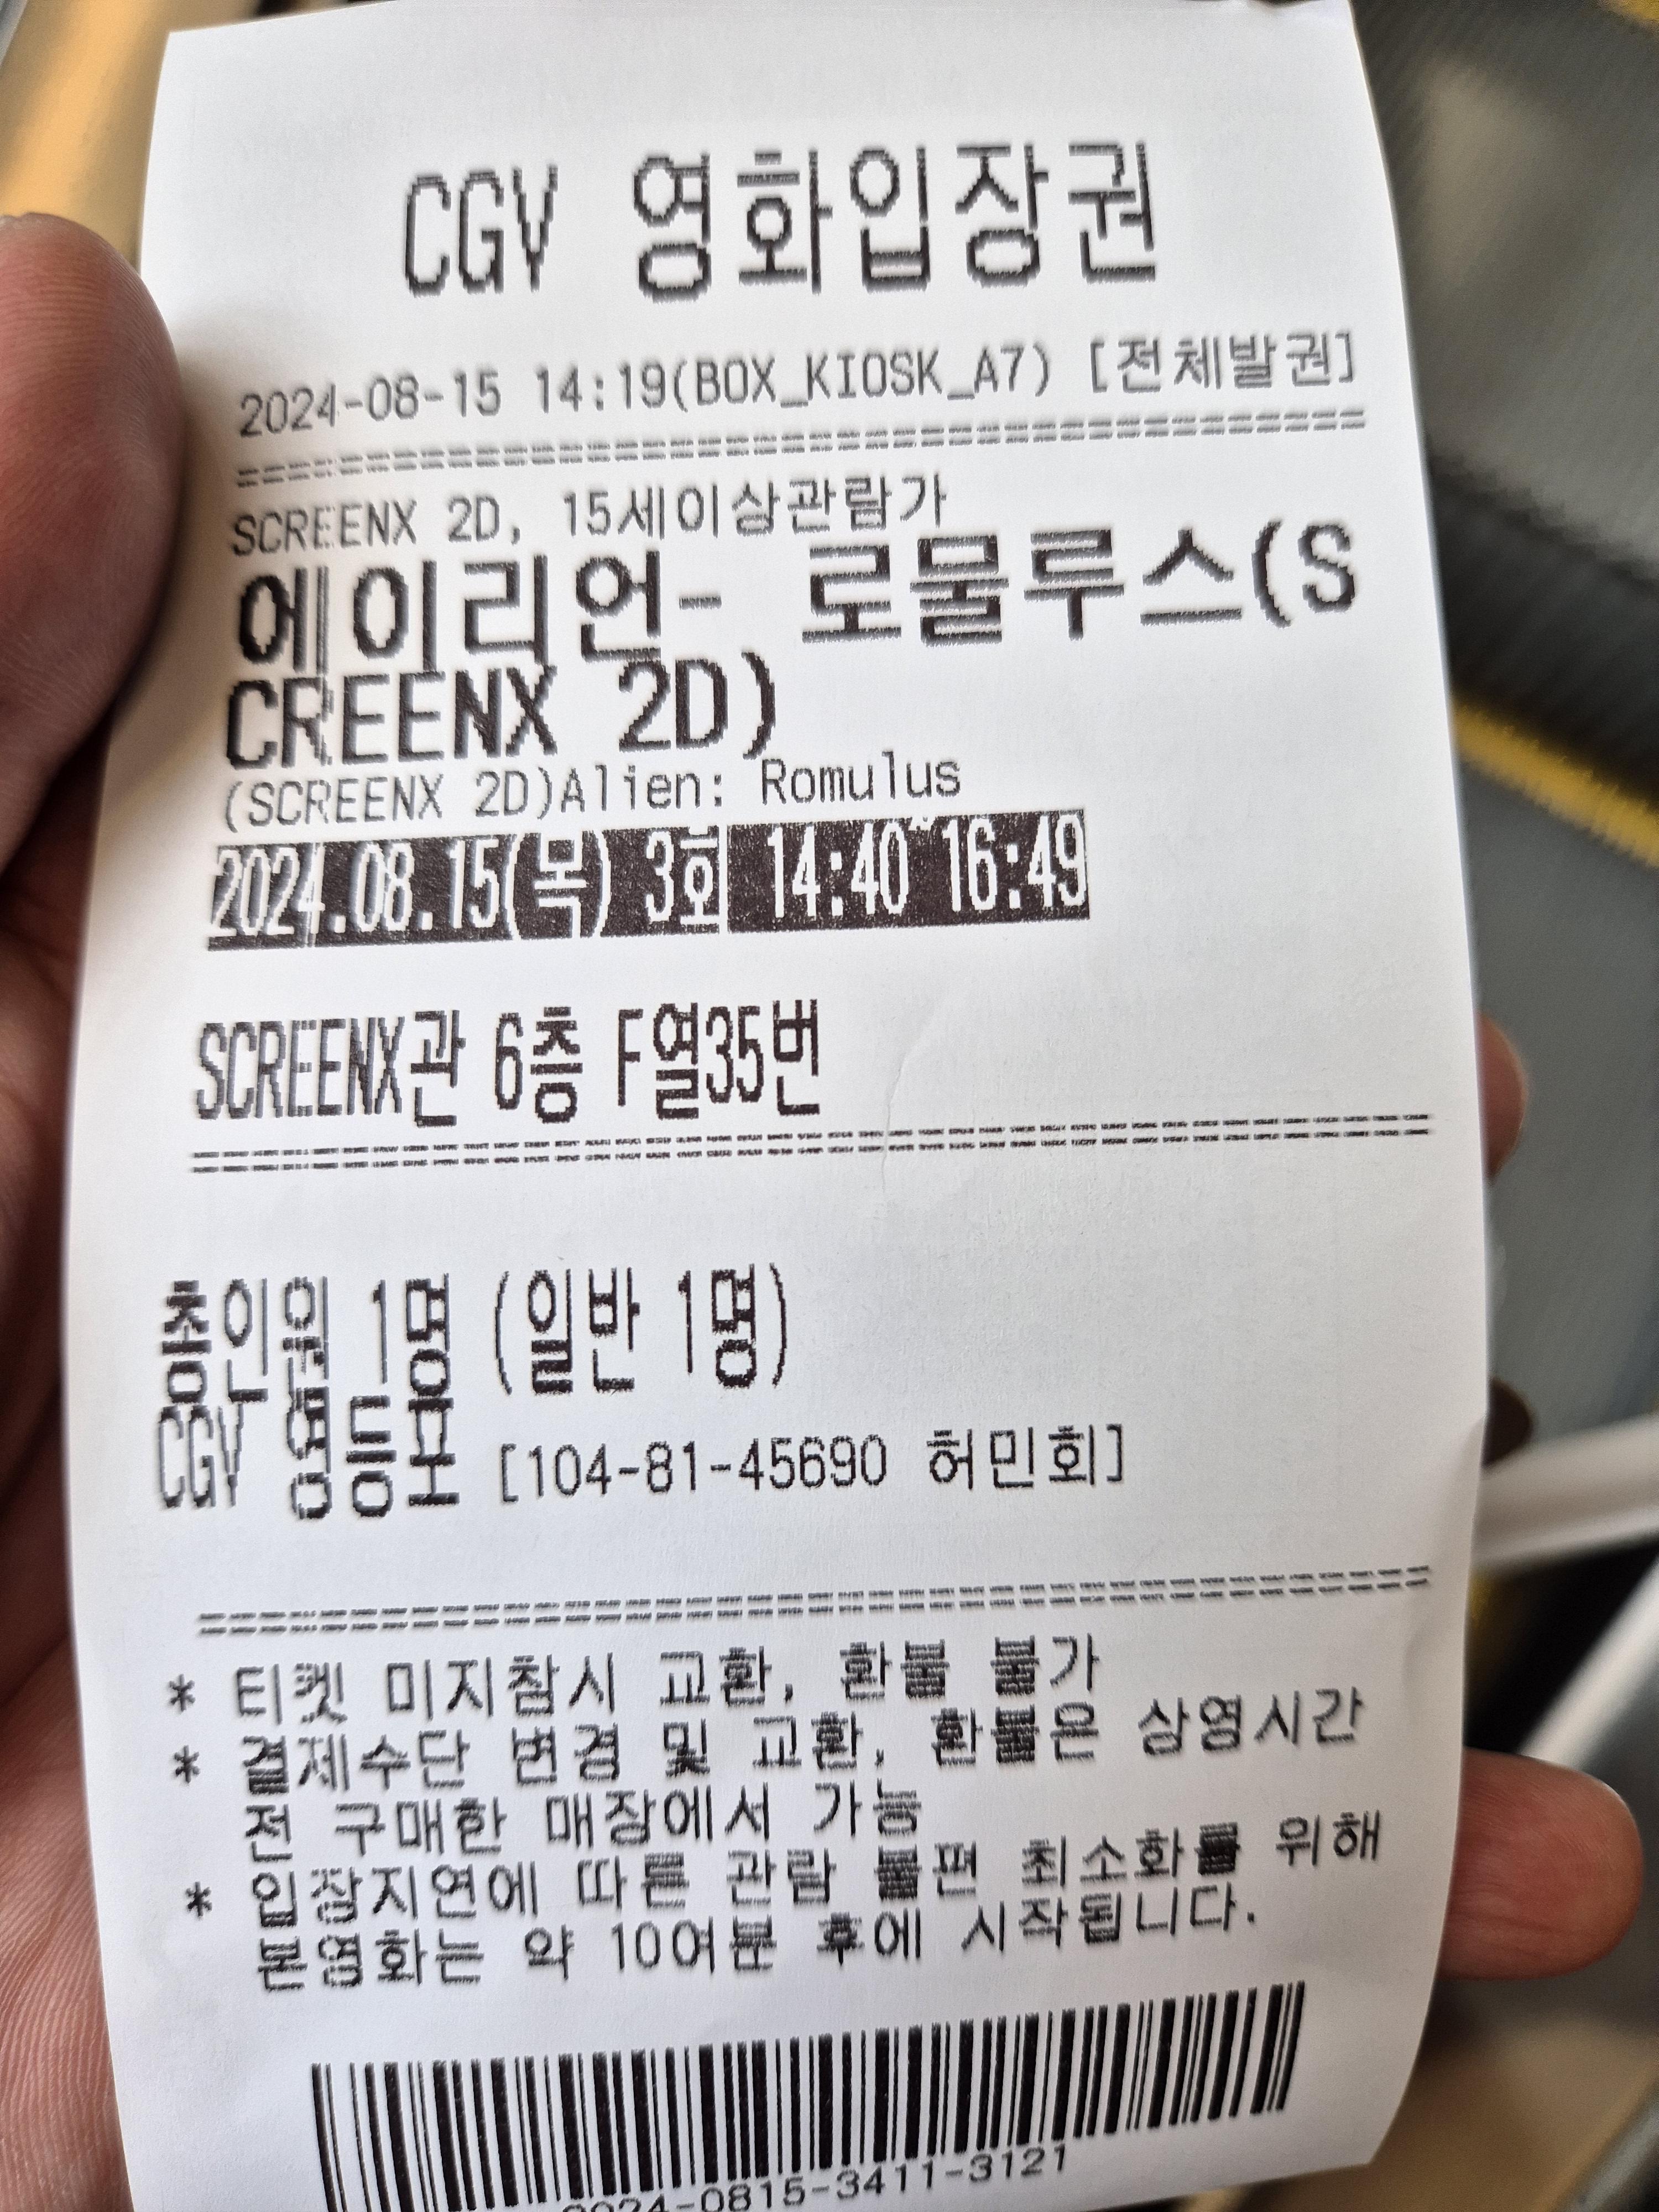 CGV 영화입장권
2024-08-15 14:19(BOX_KIOSK_A7) [전체발권]
SCREENX 2D, 15세이상관람가
에이리언- 로물루스(S
CREENX 2D)
(SCREENX 2D)Alien: Romulus
2024.08.15(목) 3회 14:40~16:49
SCREENX관 6층 F열35번
총인원 1명 (일반 1명)
CGV 영등포 [104-81-45690 허민회]
* 티켓 미지참시 교환, 환불 불가
* 결제수단 변경 및 교환, 환불은 상영시간
전 구매한 매장에서 가능
* 입장지연에 따른 관람 불편 최소화를 위해
본영화는 약 10여분 후에 시작됩니다.
0024-0815-3411-3121